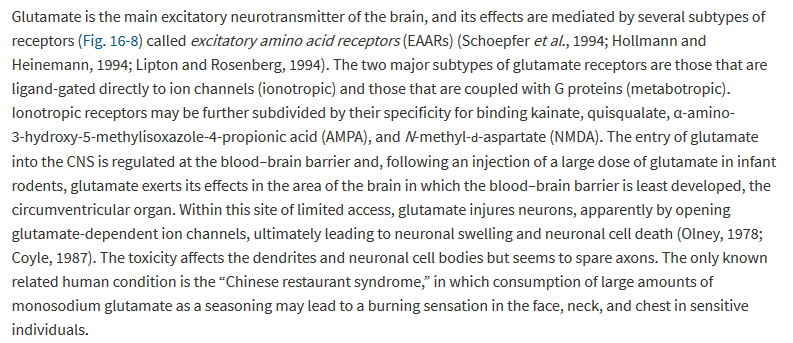 Glutamate is the main excitatory neurotransmitter of the brain, and its effects are mediated by several subtypes of
receptors (Fig. 16-8) called excitatory amino acid receptors (EAARs) (Schoepfer et al., 1994; Hollmann and
Heinemann, 1994; Lipton and Rosenberg, 1994). The two major subtypes of glutamate receptors are those that are
ligand-gated directly to ion channels (ionotropic) and those that are coupled with G proteins (metabotropic).
Ionotropic receptors may be further subdivided by their specificity for binding kainate, quisqualate, α-amino-
3-hydroxy-5-methylisoxazole-4-propionic acid (AMPA), and N-methyl-d-aspartate (NMDA). The entry of glutamate
into the CNS is regulated at the blood–brain barrier and, following an injection of a large dose of glutamate in infant
rodents, glutamate exerts its effects in the area of the brain in which the blood–brain barrier is least developed, the
circumventricular organ. Within this site of limited access, glutamate injures neurons, apparently by opening
glutamate-dependent ion channels, ultimately leading to neuronal swelling and neuronal cell death (Olney, 1978;
Coyle, 1987). The toxicity affects the dendrites and neuronal cell bodies but seems to spare axons. The only known
related human condition is the “Chinese restaurant syndrome,” in which consumption of large amounts of
monosodium glutamate as a seasoning may lead to a burning sensation in the face, neck, and chest in sensitive
individuals.